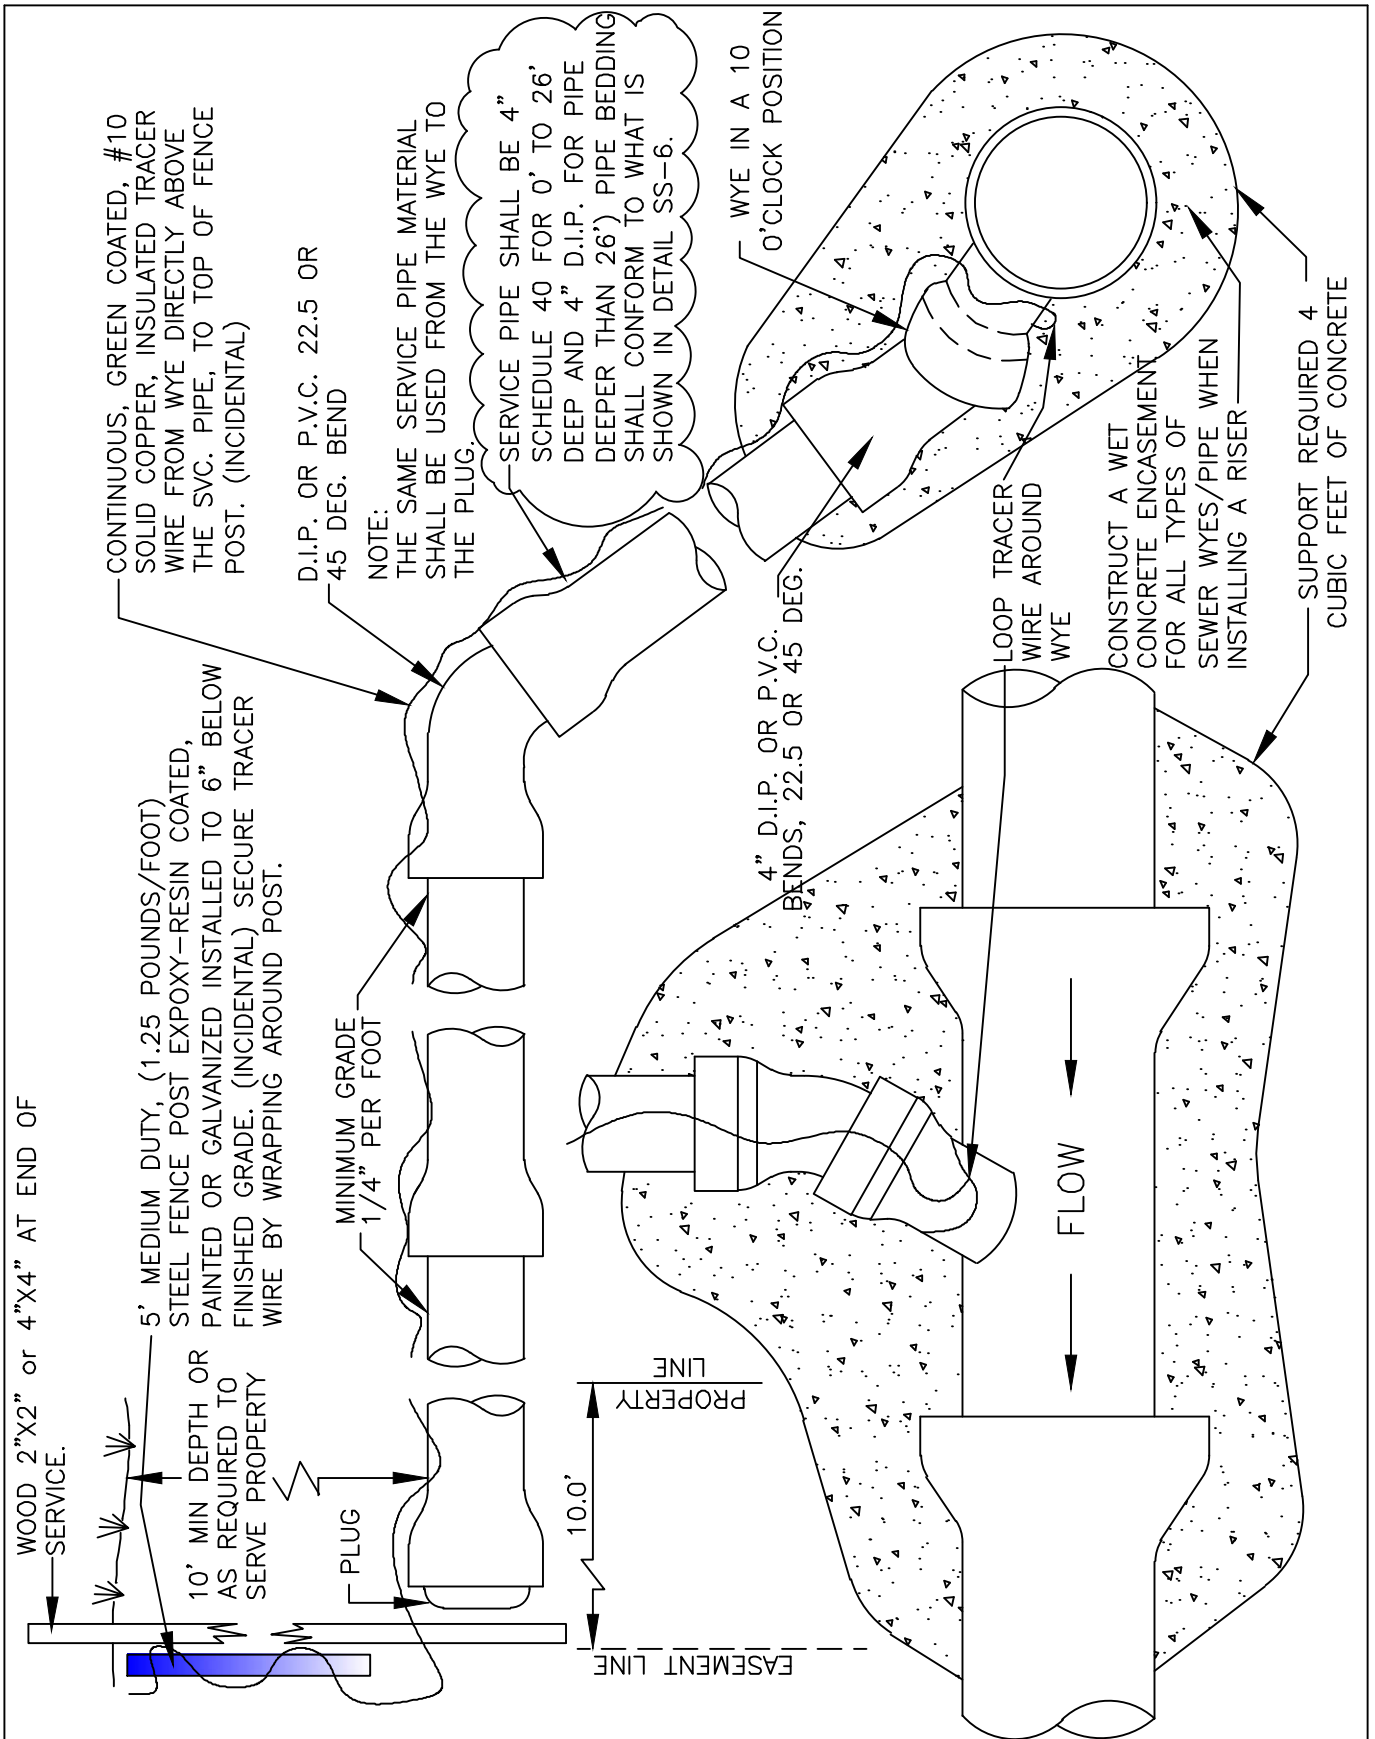 WOOD 2"X2" or 4"X4" AT END OF
SERVICE.
5' MEDIUM DUTY, (1.25 POUNDS/FOOT)
STEEL FENCE POST EXPOXY-RESIN COATED,
PAINTED OR GALVANIZED INSTALLED TO 6" BELOW
FINISHED GRADE. (INCIDENTAL) SECURE TRACER
WIRE BY WRAPPING AROUND POST.
CONTINUOUS, GREEN COATED, #10
SOLID COPPER, INSULATED TRACER
WIRE FROM WYE DIRECTLY ABOVE
THE SVC. PIPE, TO TOP OF FENCE
POST. (INCIDENTAL)
10' MIN DEPTH OR
AS REQUIRED TO
SERVE PROPERTY
PLUG
MINIMUM GRADE
1/4" PER FOOT
D.I.P. OR P.V.C. 22.5 OR
45 DEG. BEND
NOTE:
THE SAME SERVICE PIPE MATERIAL
SHALL BE USED FROM THE WYE TO
THE PLUG.
SERVICE PIPE SHALL BE 4"
SCHEDULE 40 FOR 0' TO 26'
DEEP AND 4" D.I.P. FOR PIPE
DEEPER THAN 26') PIPE BEDDING
SHALL CONFORM TO WHAT IS
SHOWN IN DETAIL SS-6.
10.0'
EASEMENT LINE
PROPERTY
LINE
WYE IN A 10
O'CLOCK POSITION
4" D.I.P. OR P.V.C.
BENDS, 22.5 OR 45 DEG.
LOOP TRACER
WIRE AROUND
WYE
FLOW
CONSTRUCT A WET
CONCRETE ENCASEMENT
FOR ALL TYPES OF
SEWER WYES/PIPE WHEN
INSTALLING A RISER
SUPPORT REQUIRED 4
CUBIC FEET OF CONCRETE